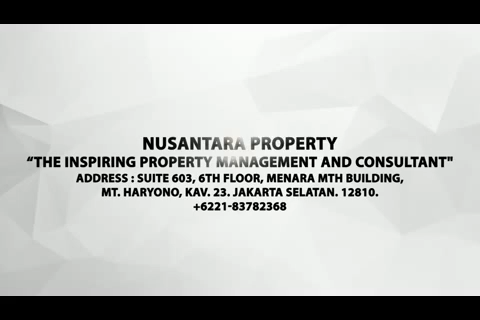 NUSANTARA PROPERTY
“THE INSPIRING PROPERTY MANAGEMENT AND CONSULTANT"
ADDRESS : SUITE 603, 6TH FLOOR, MENARA MTH BUILDING,
MT. HARYONO, KAV. 23. JAKARTA SELATAN. 12810.
+6221-83782368